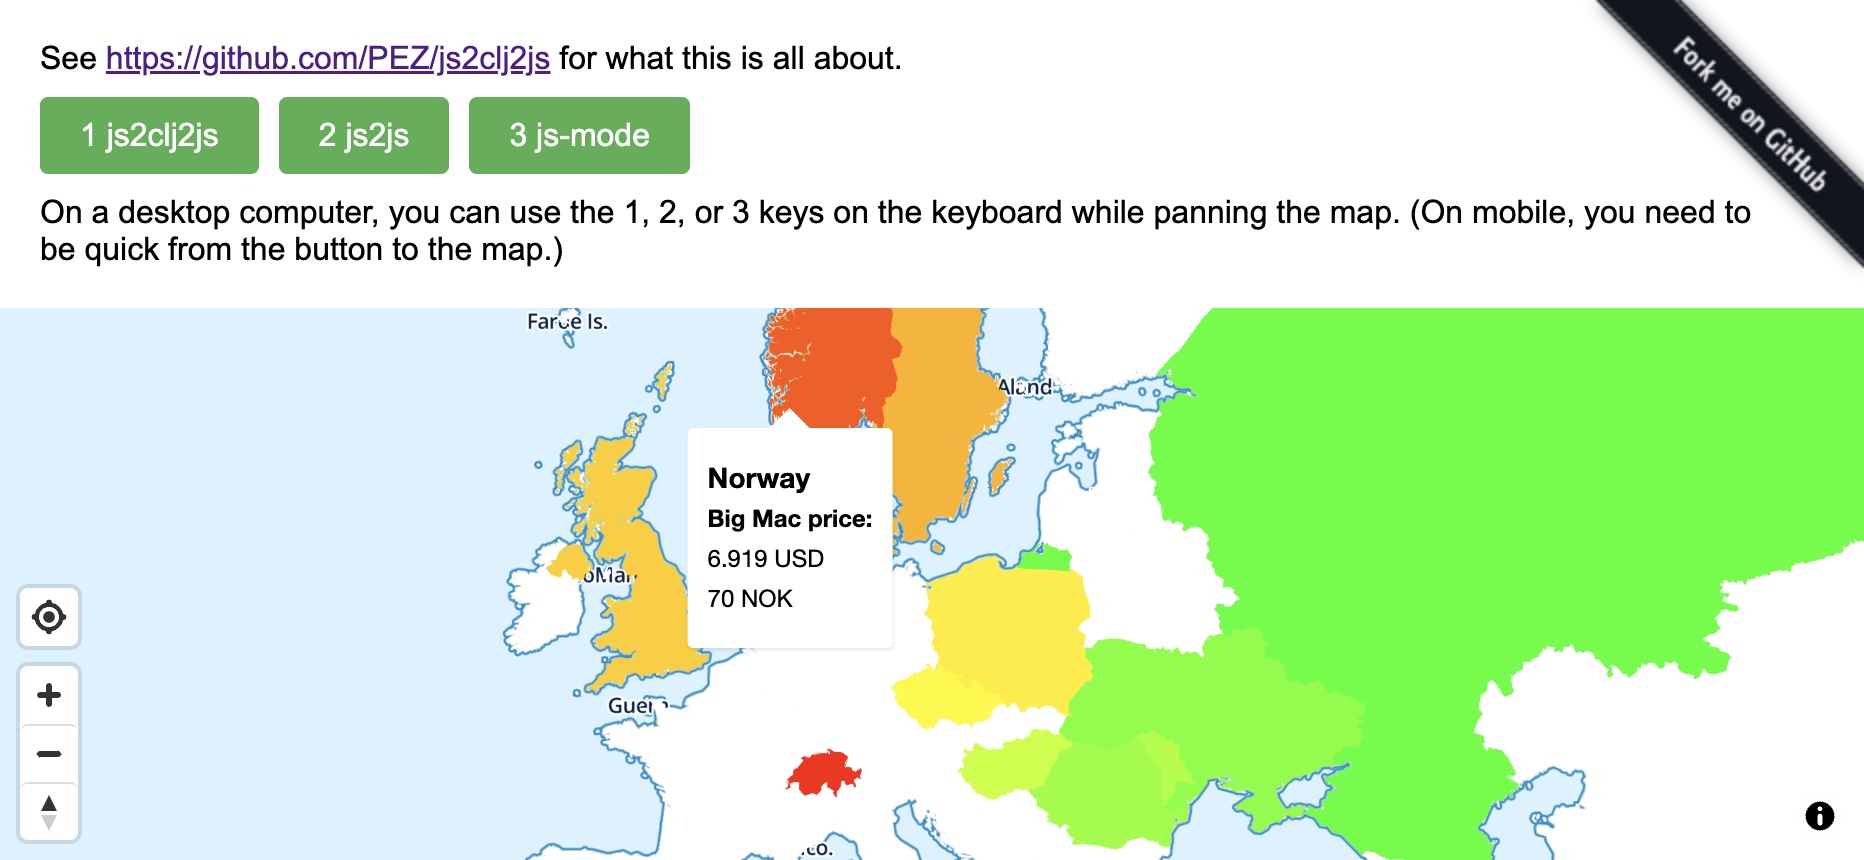 See https://github.com/PEZ/js2clj2js for what this is all about.
Fork me on GitHub
1 js2clj2js
2 js2js
3 js-mode
On a desktop computer, you can use the 1, 2, or 3 keys on the keyboard while panning the map. (On mobile, you need to
be quick from the button to the map.)
Faroe Is.
Aland
Norway
Big Mac price:
6.919 USD
70 NOK